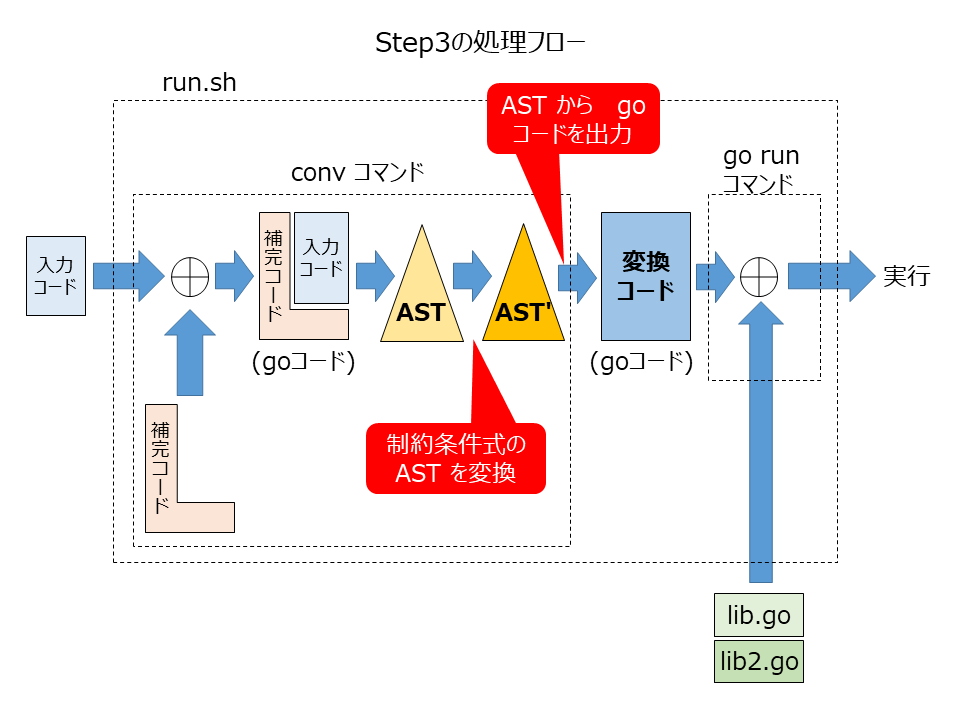 Step3の処理フロー
run.sh
AST から　go
コードを出力
go run
コマンド
conv コマンド
入力
コード
補完コード
入力
コード
AST
AST'
変換
コード
実行
(goコード)
(goコード)
補完コード
制約条件式の
AST を変換
lib.go
lib2.go